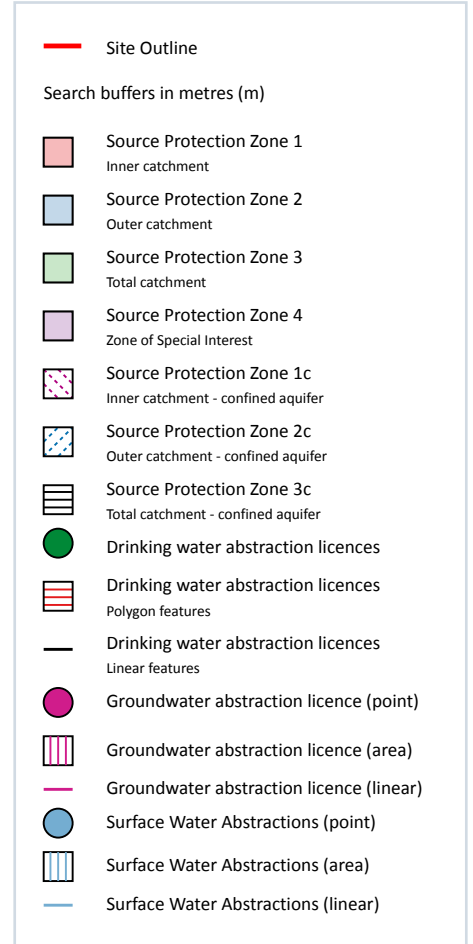 Site Outline
Search buffers in metres (m)
Source Protection Zone 1
Inner catchment
Source Protection Zone 2
Outer catchment
Source Protection Zone 3
Total catchment
Source Protection Zone 4
Zone of Special Interest
Source Protection Zone 1c
Inner catchment - confined aquifer
Source Protection Zone 2c
Outer catchment - confined aquifer
Source Protection Zone 3c
Total catchment - confined aquifer
Drinking water abstraction licences
Drinking water abstraction licences
Polygon features
Drinking water abstraction licences
Linear features
Groundwater abstraction licence (point)
Groundwater abstraction licence (area)
Groundwater abstraction licence (linear)
Surface Water Abstractions (point)
Surface Water Abstractions (area)
Surface Water Abstractions (linear)